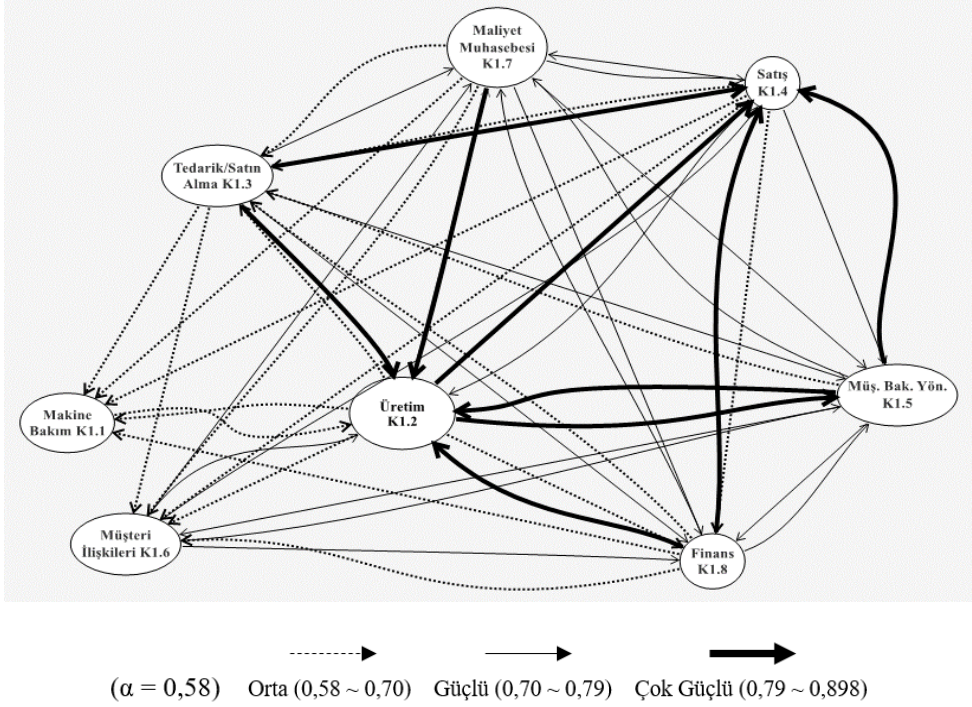 Maliyet
Muhasebesi
K1.7
Satış
K1.4
Tedarik/Satın
Alma K1.3
Müş. Bak. Yön.
K1.5
Üretim
K1.2
Makine
Bakım K1.1
Müşteri
İlişkileri K1.6
Finans
K1.8
(α = 0,58) Orta (0,58 ~ 0,70) Güçlü (0,70 ~ 0,79) Çok Güçlü (0,79 ~ 0,898)